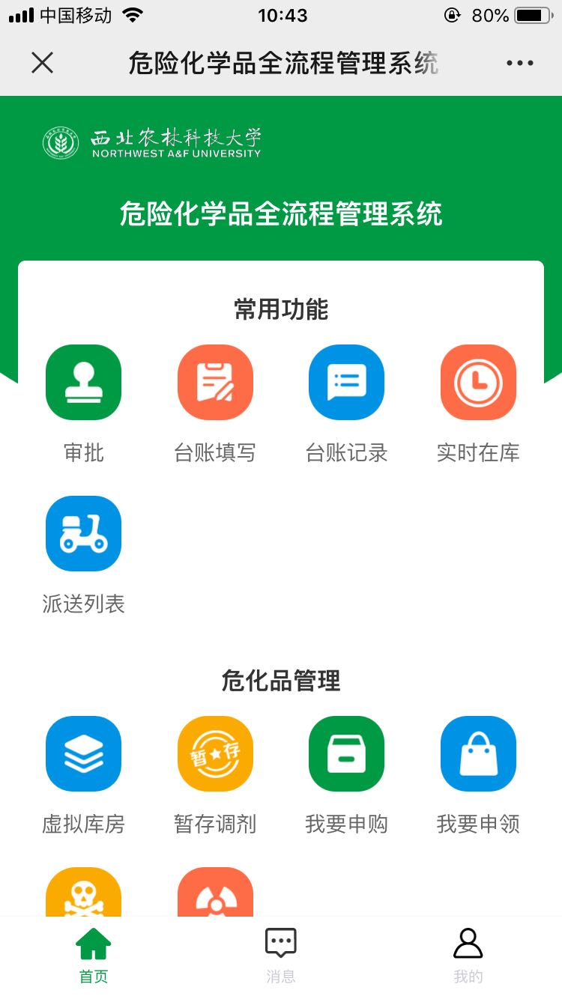 中国移动
10:43
80%
危险化学品全流程管理系统
西北农林科技大学
NORTHWEST A&F UNIVERSITY
危险化学品全流程管理系统
常用功能
审批
台账填写
台账记录
实时在库
派送列表
危化品管理
暂存
虚拟库房
暂存调剂
我要申购
我要申领
首页
消息
我的